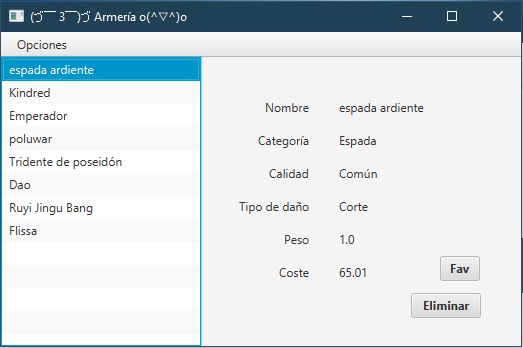 (づ￣ 3￣)づ Armería o(^▽^)o
Opciones
espada ardiente
Kindred
Emperador
poluwar
Tridente de poseidón
Dao
Ruyi Jingu Bang
Flissa
Nombre espada ardiente
Categoría Espada
Calidad Común
Tipo de daño Corte
Peso 1.0
Coste 65.01
Fav
Eliminar